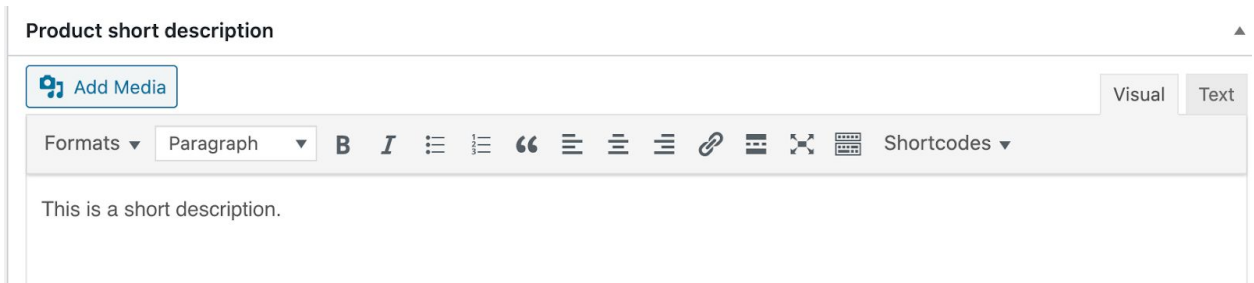 Product short description
Add Media
Visual Text
Formats Paragraph B I Shortcodes
This is a short description.